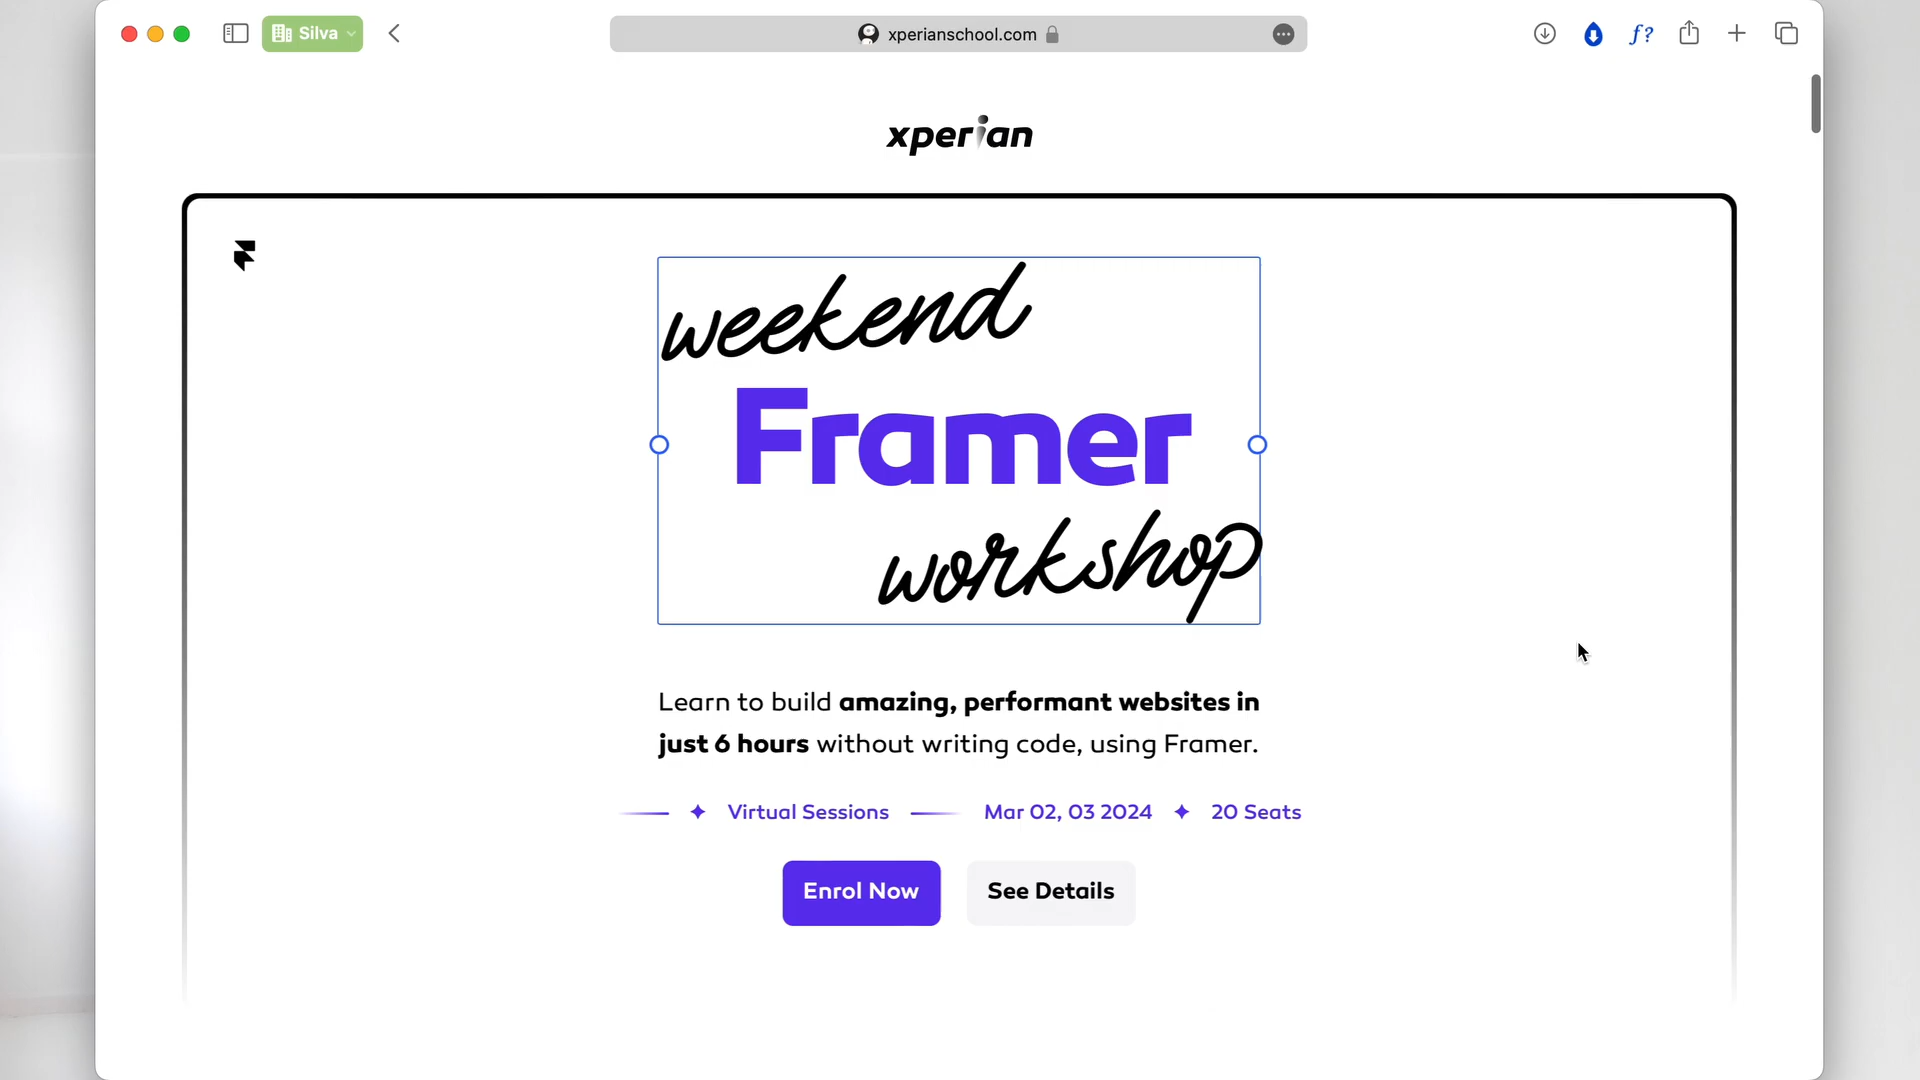 Silva
xperianschool.com
f?
xperian
weekend
Framer
workshop
Learn to build amazing, performant websites in
just 6 hours without writing code, using Framer.
Virtual Sessions
Mar 02, 03 2024
20 Seats
Enrol Now
See Details